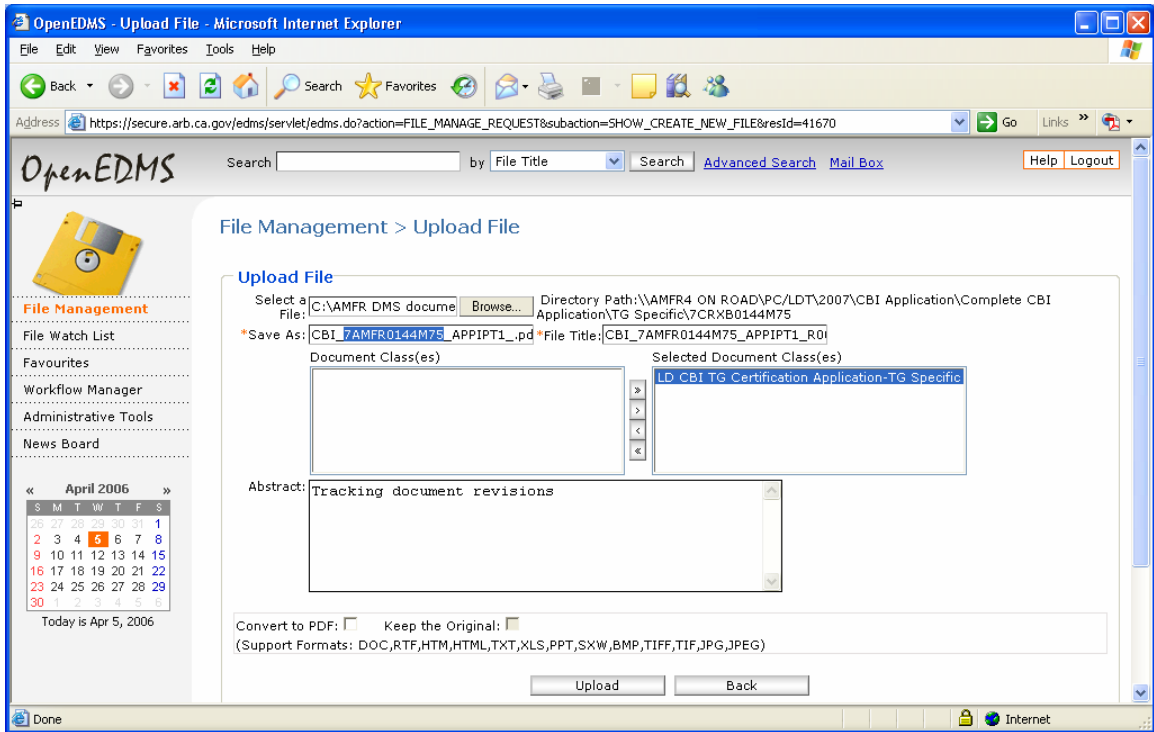 OpenEDMS - Upload File - Microsoft Internet Explorer
File Edit View Favorites Tools Help
Back Search Favorites
Address https://secure.arb.ca.gov/edms/servlet/edms.do?action=FILE_MANAGE_REQUEST&subaction=SHOW_CREATE_NEW_FILE&resId=41670 Go Links »
OpenEDMS Search by File Title Search Advanced Search Mail Box Help Logout
File Management > Upload File
Upload File
Select a File: C:\AMFR DMS docume Browse... Directory Path:\\AMFR4 ON ROAD\PC/LDT\2007\CBI Application\Complete CBI
Application\TG Specific\7CRXB0144M75
*Save As: CBI_7AMFR0144M75_APPIPT1_.pd *File Title: CBI_7AMFR0144M75_APPIPT1_R0
Document Class(es) Selected Document Class(es)
LD CBI TG Certification Application-TG Specific
»
>
<
«
Abstract: Tracking document revisions
Convert to PDF: Keep the Original:
(Support Formats: DOC,RTF,HTM,HTML,TXT,XLS,PPT,SXW,BMP,TIFF,TIF,JPG,JPEG)
Upload Back
File Management
File Watch List
Favourites
Workflow Manager
Administrative Tools
News Board
« April 2006 »
S M T W T F S
26 27 28 29 30 31 1
2 3 4 5 6 7 8
9 10 11 12 13 14 15
16 17 18 19 20 21 22
23 24 25 26 27 28 29
30 1 2 3 4 5 6
Today is Apr 5, 2006
Done Internet